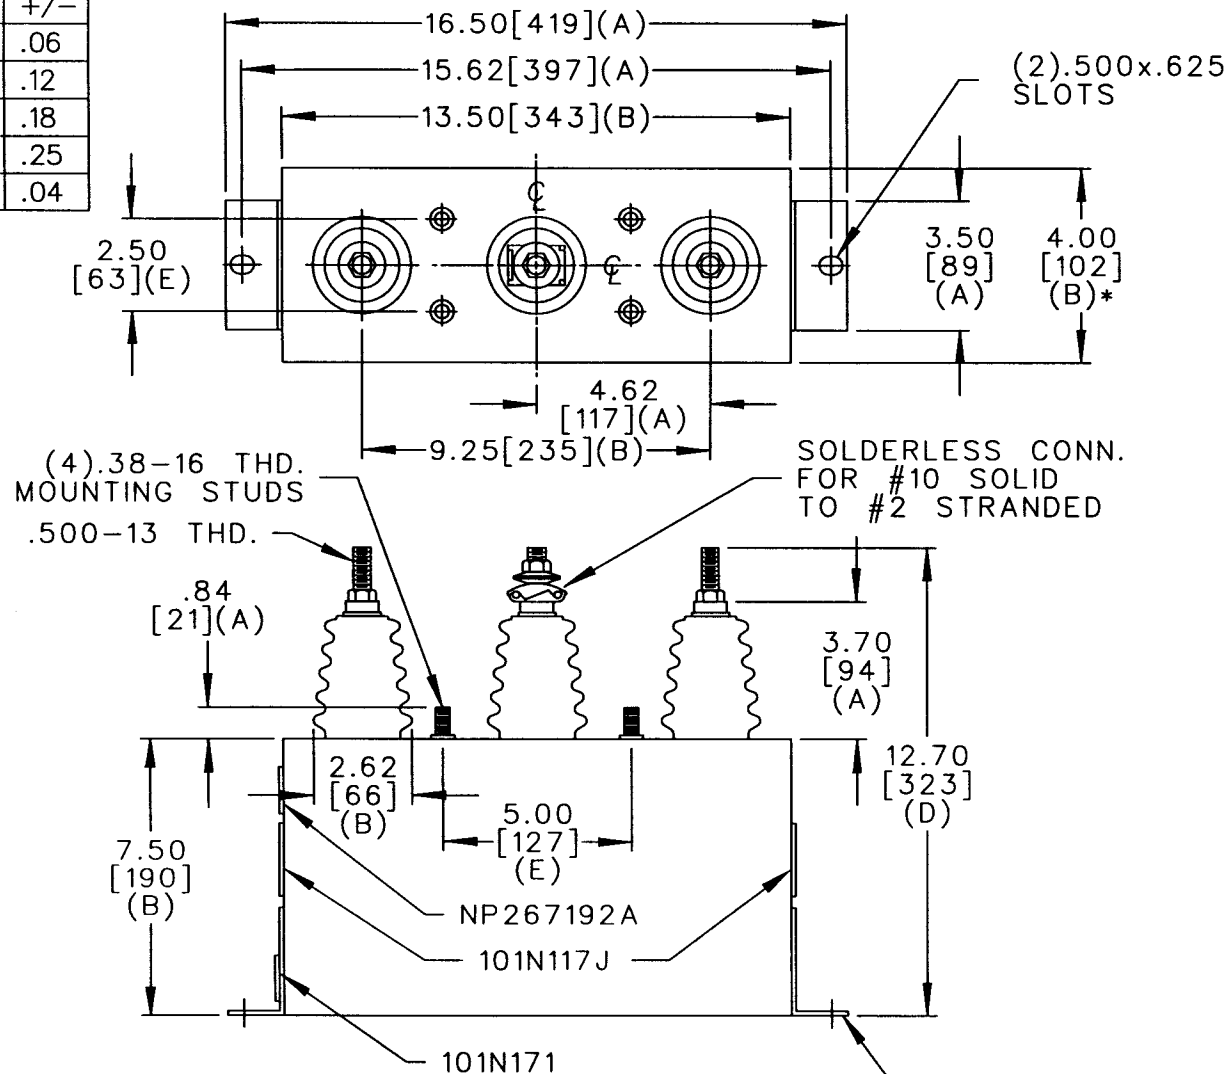 +/-
.06
.12
.18
.25
.04
16.50[419](A)
15.62[397](A)
13.50[343](B)
(2).500x.625
SLOTS
℄
℄
2.50
[63](E)
3.50
[89]
(A)
4.00
[102]
(B)*
4.62
[117](A)
9.25[235](B)
(4).38-16 THD.
MOUNTING STUDS
.500-13 THD.
SOLDERLESS CONN.
FOR #10 SOLID
TO #2 STRANDED
.84
[21](A)
3.70
[94]
(A)
12.70
[323]
(D)
2.62
[66]
(B)
5.00
[127]
(E)
7.50
[190]
(B)
NP267192A
101N117J
101N171